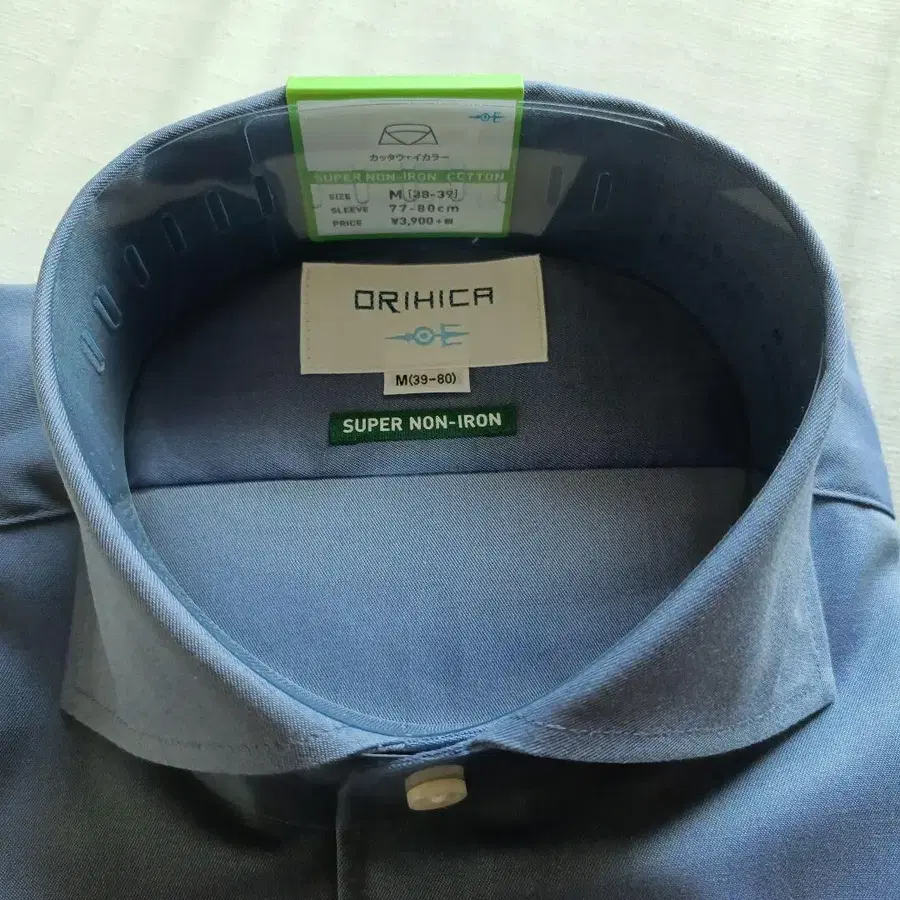 カッタウェイカラー
SUPER NON-IRON COTTON
SIZE M [38-39]
SLEEVE 77-80cm
PRICE ¥3,900+税
ORIHICA
M(39-80)
SUPER NON-IRON